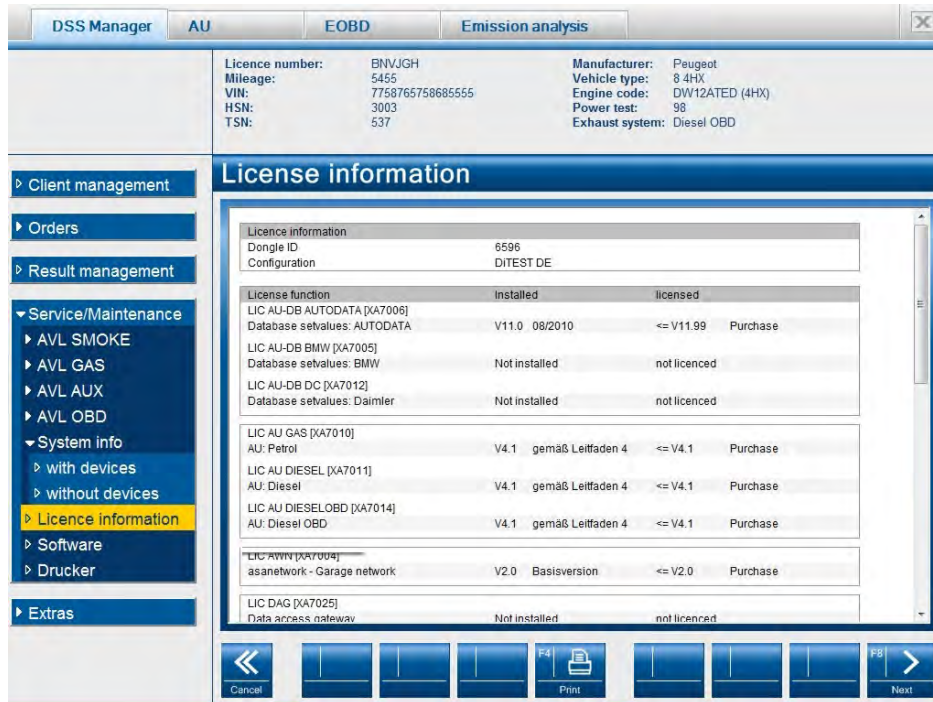 DSS Manager AU EOBD Emission analysis
Licence number: BNVJGH Manufacturer: Peugeot
Mileage: 5455 Vehicle type: 8 4HX
VIN: 7758765758685555 Engine code: DW12ATED (4HX)
HSN: 3003 Power test: 98
TSN: 537 Exhaust system: Diesel OBD
License information
Client management
Orders
Result management
Service/Maintenance
AVL SMOKE
AVL GAS
AVL AUX
AVL OBD
System info
with devices
without devices
Licence information
Software
Drucker
Extras
Licence information
Dongle ID 6596
Configuration DiTEST DE
License function Installed licensed
LIC AU-DB AUTODATA [XA7006]
Database setvalues: AUTODATA V11.0 08/2010 <= V11.99 Purchase
LIC AU-DB BMW [XA7005]
Database setvalues: BMW Not installed not licenced
LIC AU-DB DC [XA7012]
Database setvalues: Daimler Not installed not licenced
LIC AU GAS [XA7010]
AU: Petrol V4.1 gemäß Leitfaden 4 <= V4.1 Purchase
LIC AU DIESEL [XA7011]
AU: Diesel V4.1 gemäß Leitfaden 4 <= V4.1 Purchase
LIC AU DIESELOBD [XA7014]
AU: Diesel OBD V4.1 gemäß Leitfaden 4 <= V4.1 Purchase
LIC AWN [XA7004]
asanetwork - Garage network V2.0 Basisversion <= V2.0 Purchase
LIC DAG [XA7025]
Data access gateway Not installed not licenced
Cancel
F4 Print
F8 Next